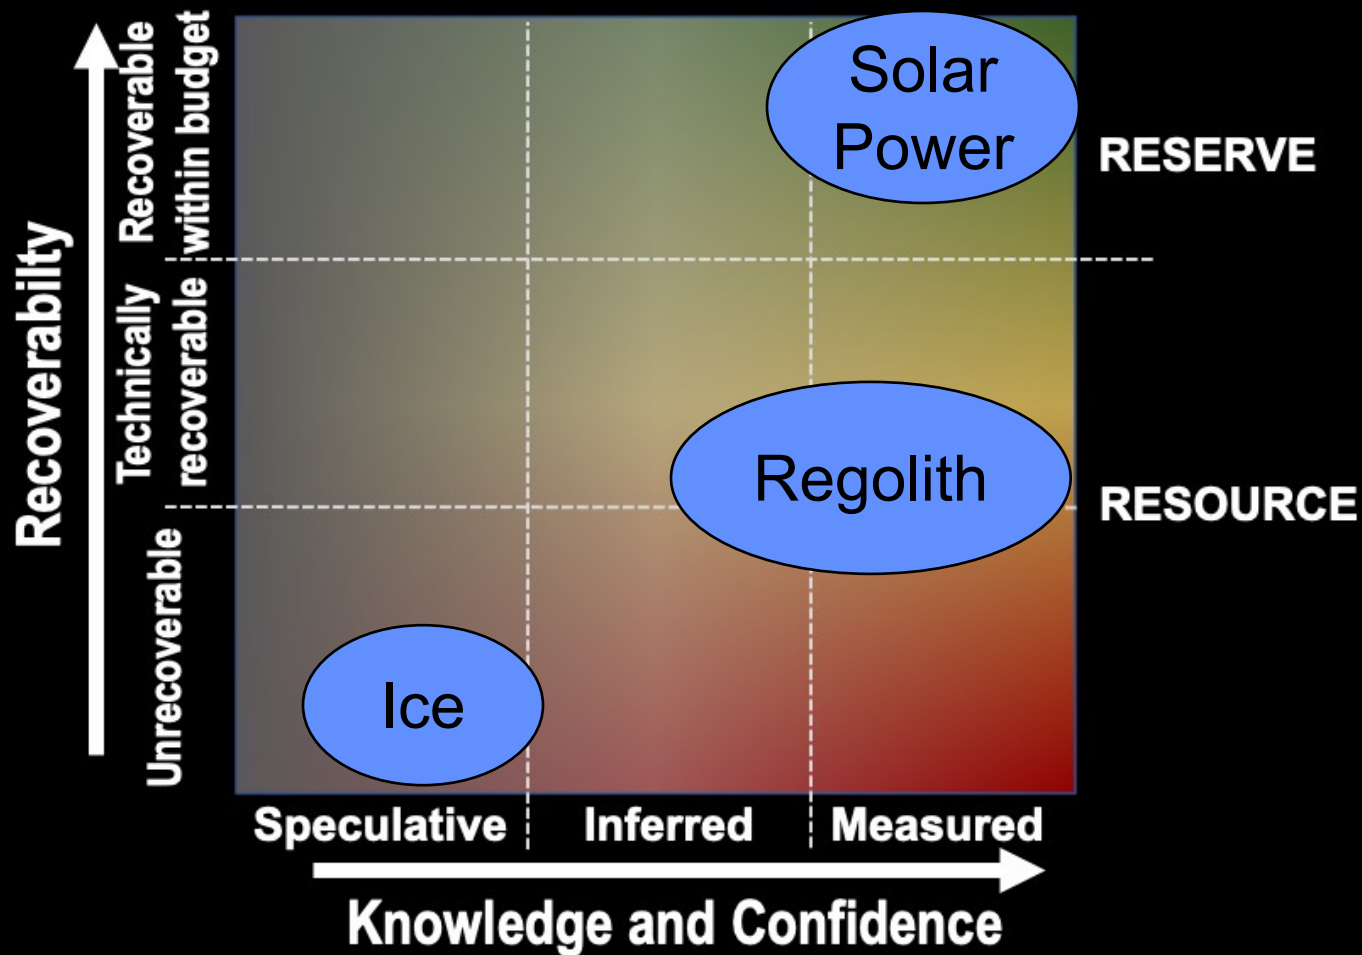 Recoverabilty
Recoverable
within budget
Technically
recoverable
Unrecoverable
Solar
Power
RESERVE
Regolith
RESOURCE
Ice
Speculative
Inferred
Measured
Knowledge and Confidence